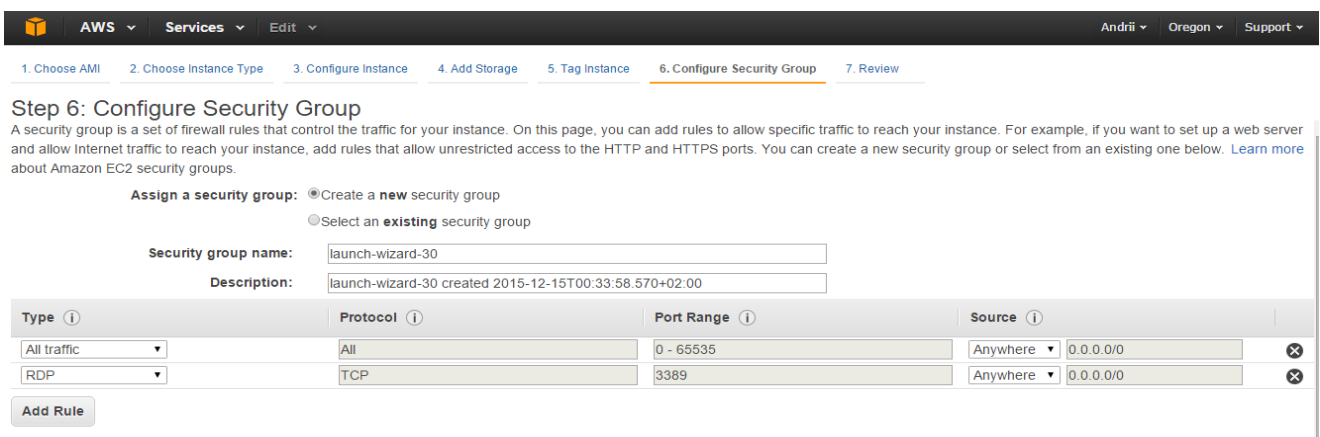 AWS Services Edit Andrii Oregon Support
1. Choose AMI 2. Choose Instance Type 3. Configure Instance 4. Add Storage 5. Tag Instance 6. Configure Security Group 7. Review
Step 6: Configure Security Group
A security group is a set of firewall rules that control the traffic for your instance. On this page, you can add rules to allow specific traffic to reach your instance. For example, if you want to set up a web server
and allow Internet traffic to reach your instance, add rules that allow unrestricted access to the HTTP and HTTPS ports. You can create a new security group or select from an existing one below. Learn more
about Amazon EC2 security groups.
Assign a security group: Create a new security group
Select an existing security group
Security group name: launch-wizard-30
Description: launch-wizard-30 created 2015-12-15T00:33:58.570+02:00
Type i Protocol i Port Range i Source i
All traffic All 0 - 65535 Anywhere 0.0.0.0/0
RDP TCP 3389 Anywhere 0.0.0.0/0
Add Rule